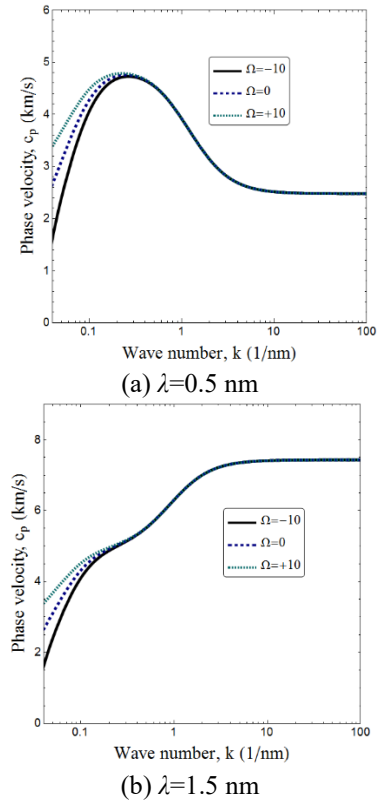 6
5
4
3
2
1
0
Phase velocity, cₚ (km/s)
Ω=−10
Ω=0
Ω=+10
0.1
1
10
100
Wave number, k (1/nm)
(a) λ=0.5 nm
8
6
4
2
0
Phase velocity, cₚ (km/s)
Ω=−10
Ω=0
Ω=+10
0.1
1
10
100
Wave number, k (1/nm)
(b) λ=1.5 nm